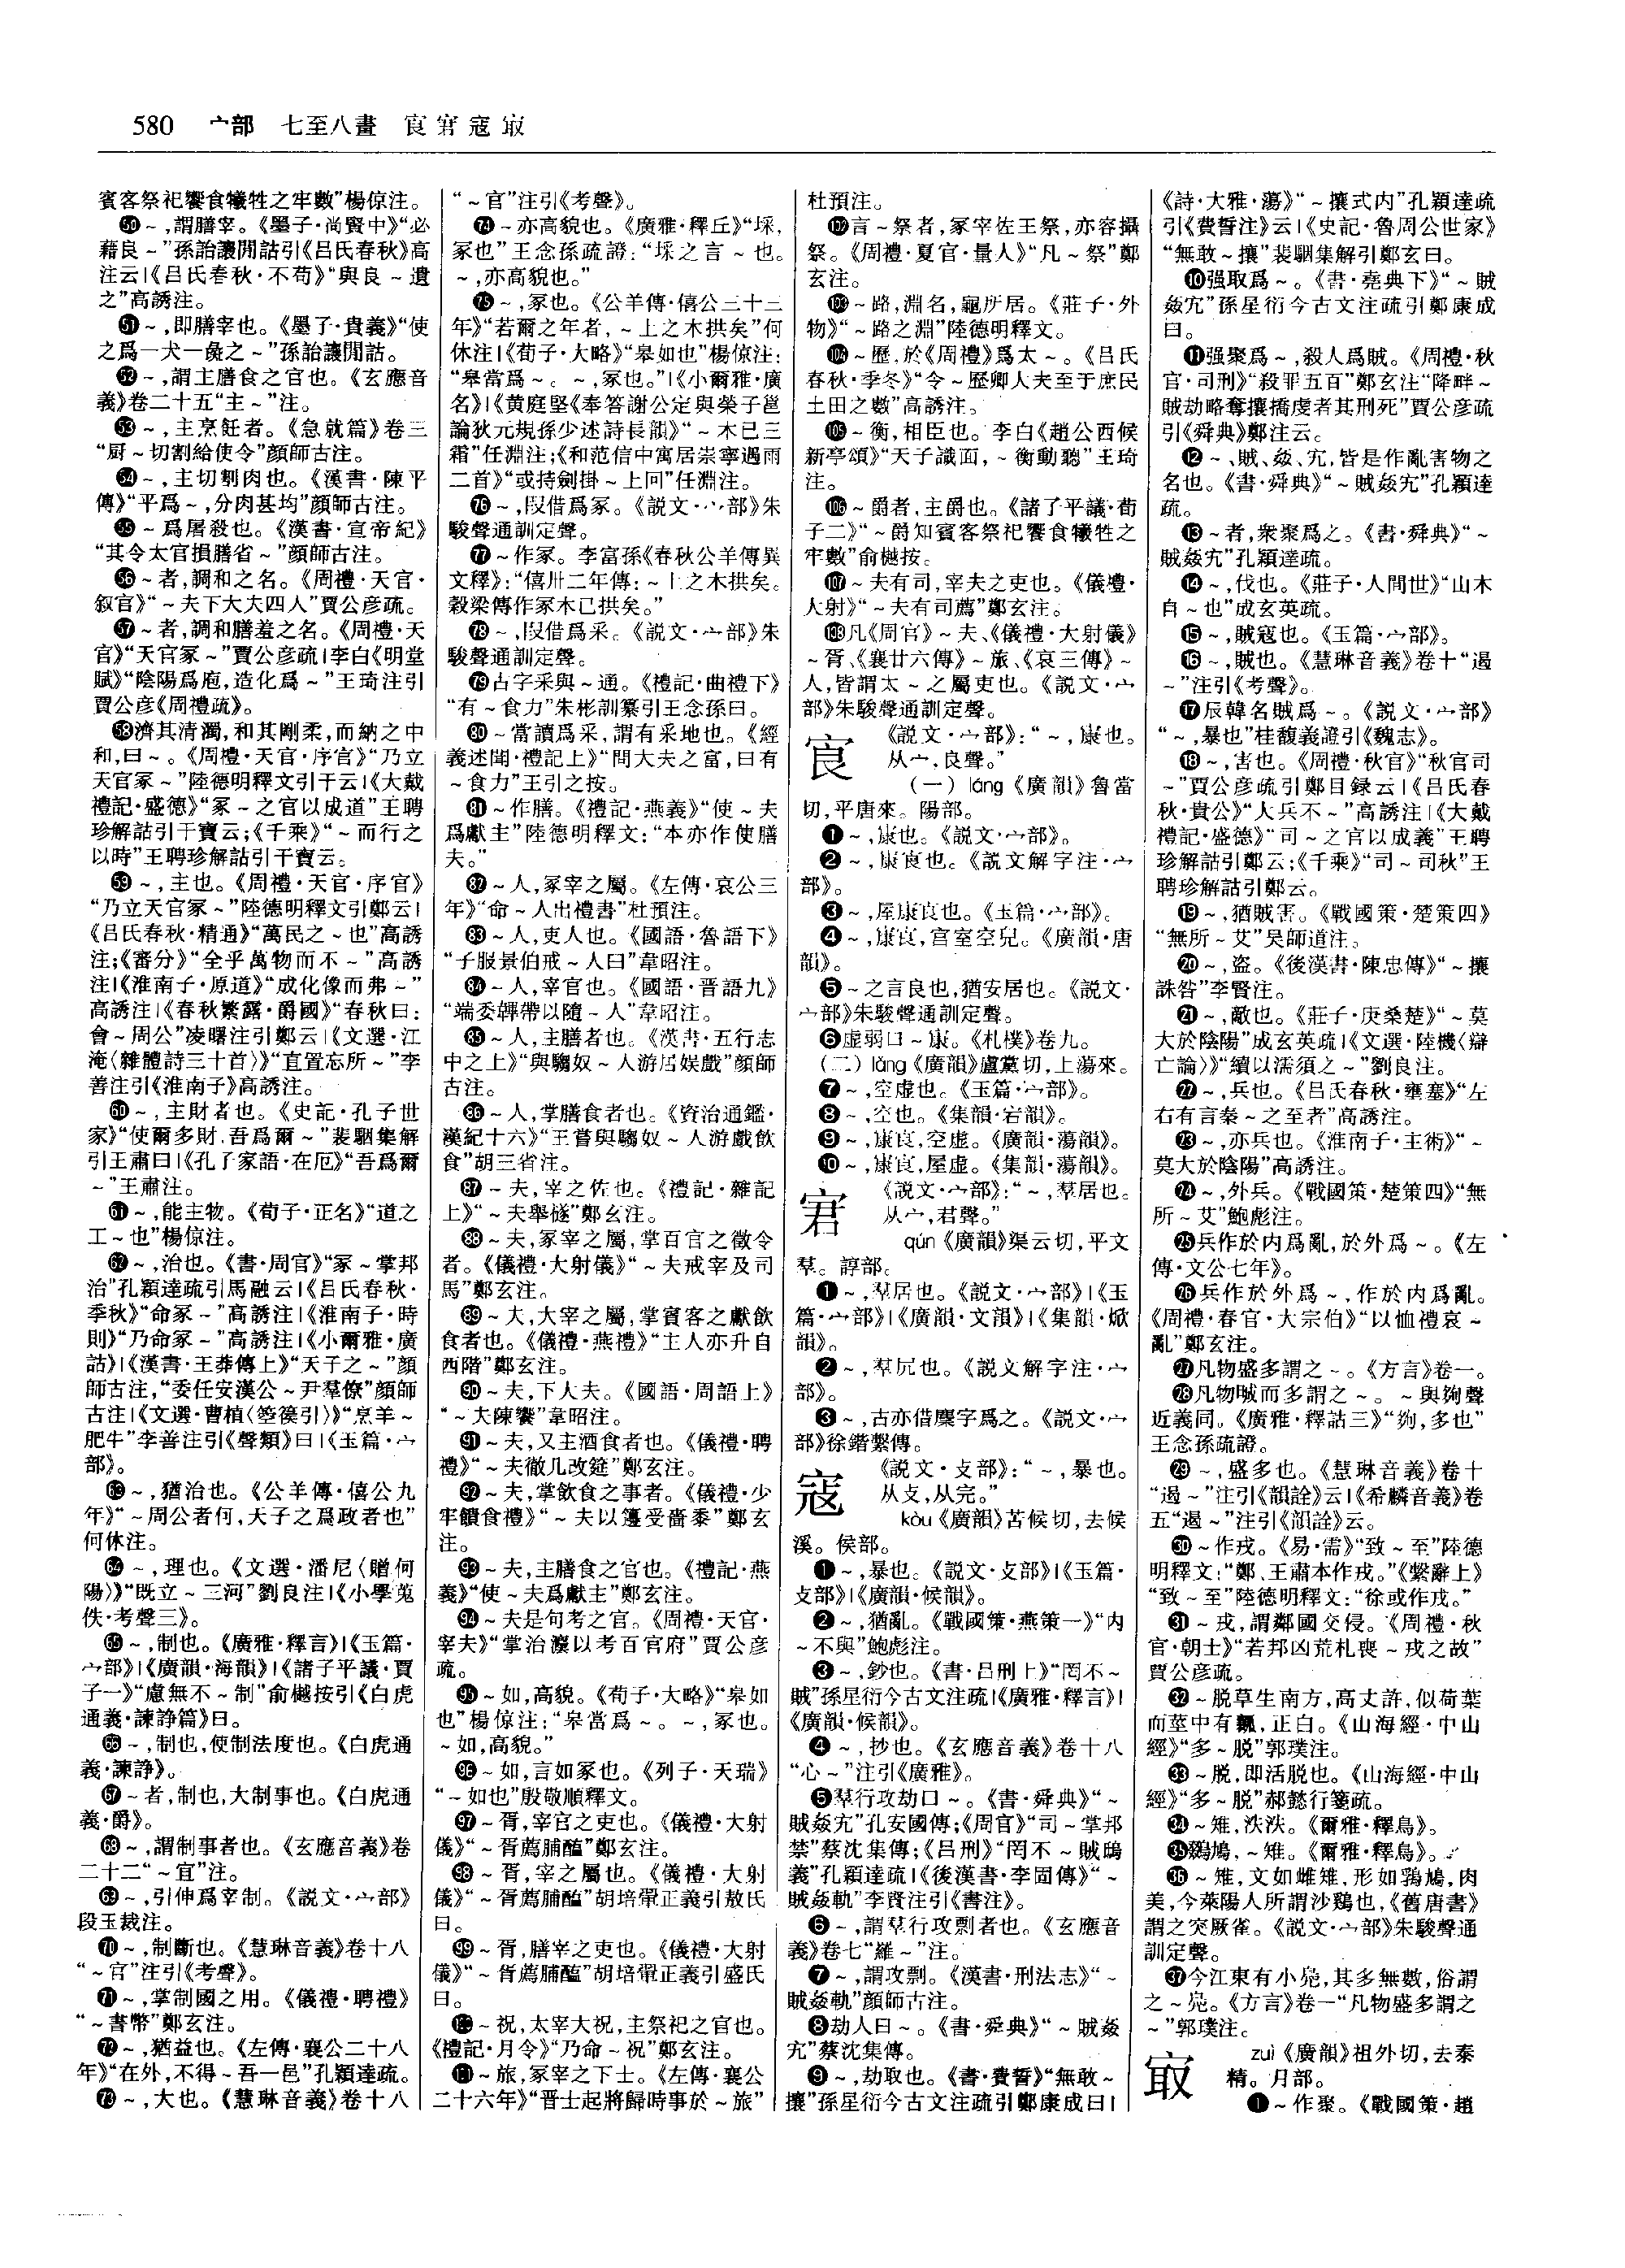 580 宀部 七至八畫 㝗 宭 寇 㝡
賓客祭祀饗食犧牲之牢數”楊倞注。
㊿～,謂膳宰。《墨子·尚賢中》“必
藉良～”孫詒讓閒詁引《吕氏春秋》高
注云|《吕氏春秋·不苟》“與良～遺
之”高誘注。
51～,即膳宰也。《墨子·貴義》“使
之爲一犬一彘之～”孫詒讓閒詁。
52～,謂主膳食之官也。《玄應音
義》卷二十五“主～”注。
53～,主烹飪者。《急就篇》卷三
“厨～切割給使令”顔師古注。
54～,主切割肉也。《漢書·陳平
傳》“平爲～,分肉甚均”顔師古注。
55～爲屠殺也。《漢書·宣帝紀》
“其令太官損膳省～”顔師古注。
56～者,調和之名。《周禮·天官·
叙官》“～夫下大夫四人”賈公彦疏。
57～者,調和膳羞之名。《周禮·天
官》“天官冢～”賈公彦疏|李白《明堂
賦》“陰陽爲庖,造化爲～”王琦注引
賈公彦《周禮疏》。
58濟其清濁,和其剛柔,而納之中
和,曰～。《周禮·天官·序官》“乃立
天官冢～”陸德明釋文引干云|《大戴
禮記·盛德》“冢～之官以成道”王聘
珍解詁引干寶云;《千乘》“～而行之
以時”王聘珍解詁引干寶云。
59～,主也。《周禮·天官·序官》
“乃立天官冢～”陸德明釋文引鄭云|
《吕氏春秋·精通》“萬民之～也”高誘
注;《審分》“全乎萬物而不～”高誘
注|《淮南子·原道》“成化像而弗～”
高誘注|《春秋繁露·爵國》“春秋曰:
會～周公”凌曙注引鄭云|《文選·江
淹〈雜體詩三十首〉》“直置忘所～”李
善注引《淮南子》高誘注。
60～,主財者也。《史記·孔子世
家》“使爾多財,吾爲爾～”裴駰集解
引王肅曰|《孔子家語·在厄》“吾爲爾
～”王肅注。
61～,能主物。《荀子·正名》“道之
工～也”楊倞注。
62～,治也。《書·周官》“冢～掌邦
治”孔穎達疏引馬融云|《吕氏春秋·
季秋》“命冢～”高誘注|《淮南子·時
則》“乃命冢～”高誘注|《小爾雅·廣
詁》|《漢書·王莽傳上》“天子之～”顔
師古注,“委任安漢公～尹羣僚”顔師
古注|《文選·曹植〈箜篌引〉》“烹羊～
肥牛”李善注引《聲類》曰|《玉篇·宀
部》。
63～,猶治也。《公羊傳·僖公九
年》“～周公者何,天子之爲政者也”
何休注。
64～,理也。《文選·潘尼〈贈何
陽〉》“既立～三河”劉良注|《小學蒐
佚·考聲三》。
65～,制也。《廣雅·釋言》|《玉篇·
宀部》|《廣韻·海韻》|《諸子平議·賈
子一》“慮無不～制”俞樾按引《白虎
通義·諫諍篇》曰。
66～,制也,使制法度也。《白虎通
義·諫諍》。
67～者,制也,大制事也。《白虎通
義·爵》。
68～,謂制事者也。《玄應音義》卷
二十二“～宜”注。
69～,引伸爲宰制。《説文·宀部》
段玉裁注。
70～,制斷也。《慧琳音義》卷十八
“～官”注引《考聲》。
71～,掌制國之用。《儀禮·聘禮》
“～書幣”鄭玄注。
72～,猶益也。《左傳·襄公二十八
年》“在外,不得～吾一邑”孔穎達疏。
73～,大也。《慧琳音義》卷十八
“～官”注引《考聲》。
74～亦高貌也。《廣雅·釋丘》“埰,
冢也”王念孫疏證:“埰之言～也。
～,亦高貌也。”
75～,冢也。《公羊傳·僖公三十三
年》“若爾之年者,～上之木拱矣”何
休注|《荀子·大略》“皋如也”楊倞注:
“皋當爲～。～,冢也。”|《小爾雅·廣
名》|《黄庭堅《奉答謝公定與榮子邕
論狄元規孫少述詩長韻》“～木已三
霜”任淵注;《和范信中寓居崇寧遇雨
二首》“或持劍掛～上回”任淵注。
76～,叚借爲冢。《説文·宀部》朱
駿聲通訓定聲。
77～作冢。李富孫《春秋公羊傳異
文釋》:“僖卅二年傳:～上之木拱矣。
穀梁傳作冢木已拱矣。”
78～,叚借爲采。《説文·宀部》朱
駿聲通訓定聲。
79古字采與～通。《禮記·曲禮下》
“有～食力”朱彬訓纂引王念孫曰。
80～當讀爲采,謂有采地也。《經
義述聞·禮記上》“問大夫之富,曰有
～食力”王引之按。
81～作膳。《禮記·燕義》“使～夫
爲獻主”陸德明釋文:“本亦作使膳
夫。”
82～人,冢宰之屬。《左傳·哀公三
年》“命～人出禮書”杜預注。
83～人,吏人也。《國語·魯語下》
“子服景伯戒～人曰”韋昭注。
84～人,宰官也。《國語·晋語九》
“端委韠帶以隨～人”韋昭注。
85～人,主膳者也。《漢書·五行志
中之上》“與騶奴～人游居娱戲”顔師
古注。
86～人,掌膳食者也。《資治通鑑·
漢紀十六》“王嘗與騶奴～人游戲飲
食”胡三省注。
87～夫,宰之佐也。《禮記·雜記
上》“～夫舉襚”鄭玄注。
88～夫,冢宰之屬,掌百官之徵令
者。《儀禮·大射儀》“～夫戒宰及司
馬”鄭玄注。
89～夫,大宰之屬,掌賓客之獻飲
食者也。《儀禮·燕禮》“主人亦升自
西階”鄭玄注。
90～夫,下大夫。《國語·周語上》
“～夫陳饗”韋昭注。
91～夫,又主酒食者也。《儀禮·聘
禮》“～夫徹几改筵”鄭玄注。
92～夫,掌飲食之事者。《儀禮·少
牢饋食禮》“～夫以籩受嗇黍”鄭玄
注。
93～夫,主膳食之官也。《禮記·燕
義》“使～夫爲獻主”鄭玄注。
94～夫是句考之官。《周禮·天官·
宰夫》“掌治灋以考百官府”賈公彦
疏。
95～如,高貌。《荀子·大略》“皋如
也”楊倞注:“皋當爲～。～,冢也。
～如,高貌。”
96～如,言如冢也。《列子·天瑞》
“～如也”殷敬順釋文。
97～胥,宰官之吏也。《儀禮·大射
儀》“～胥薦脯醢”鄭玄注。
98～胥,宰之屬也。《儀禮·大射
儀》“～胥薦脯醢”胡培翬正義引敖氏
曰。
99～胥,膳宰之吏也。《儀禮·大射
儀》“～胥薦脯醢”胡培翬正義引盛氏
曰。
100～祝,太宰大祝,主祭祀之官也。
《禮記·月令》“乃命～祝”鄭玄注。
101～旅,冢宰之下士。《左傳·襄公
二十六年》“晋士起將歸時事於～旅”
杜預注。
102言～祭者,冢宰佐王祭,亦容攝
祭。《周禮·夏官·量人》“凡～祭”鄭
玄注。
103～路,淵名,龜所居。《莊子·外
物》“～路之淵”陸德明釋文。
104～歷,於《周禮》爲太～。《吕氏
春秋·季冬》“令～歷卿大夫至于庶民
土田之數”高誘注。
105～衡,相臣也。李白《趙公西候
新亭頌》“天子識面,～衡動聽”王琦
注。
106～爵者,主爵也。《諸子平議·荀
子二》“～爵知賓客祭祀饗食犧牲之
牢數”俞樾按。
107～夫有司,宰夫之吏也。《儀禮·
大射》“～夫有司薦”鄭玄注。
108凡《周官》～夫、《儀禮·大射儀》
～胥、《襄廿六傳》～旅、《哀三傳》～
人,皆謂太～之屬吏也。《説文·宀
部》朱駿聲通訓定聲。
㝗 《説文·宀部》:“～,康也。
从宀,良聲。”
(一) láng《廣韻》魯當
切,平唐來。陽部。
❶～,康也。《説文·宀部》。
❷～,康㝗也。《説文解字注·宀
部》。
❸～,屋康㝗也。《玉篇·宀部》。
❹～,康㝗,宫室空皃。《廣韻·唐
韻》。
❺～之言良也,猶安居也。《説文·
宀部》朱駿聲通訓定聲。
❻虚弱曰～康。《札樸》卷九。
(二) lǎng《廣韻》盧黨切,上蕩來。
❼～,空虚也。《玉篇·宀部》。
❽～,空也。《集韻·宕韻》。
❾～,康㝗,空虚。《廣韻·蕩韻》。
❿～,康㝗,屋虚。《集韻·蕩韻》。
宭 《説文·宀部》:“～,羣居也。
从宀,君聲。”
qún《廣韻》渠云切,平文
羣。諄部。
❶～,羣居也。《説文·宀部》|《玉
篇·宀部》|《廣韻·文韻》|《集韻·焮
韻》。
❷～,羣凥也。《説文解字注·宀
部》。
❸～,古亦借麇字爲之。《説文·宀
部》徐鍇繫傳。
寇 《説文·攴部》:“～,暴也。
从攴,从完。”
kòu《廣韻》苦候切,去候
溪。侯部。
❶～,暴也。《説文·攴部》|《玉篇·
攴部》|《廣韻·候韻》。
❷～,猶亂。《戰國策·燕策一》“内
～不與”鮑彪注。
❸～,鈔也。《書·吕刑上》“罔不～
賊”孫星衍今古文注疏|《廣雅·釋言》|
《廣韻·候韻》。
❹～,抄也。《玄應音義》卷十八
“心～”注引《廣雅》。
❺羣行攻劫曰～。《書·舜典》“～
賊姦宄”孔安國傳;《周官》“司～掌邦
禁”蔡沈集傳;《吕刑》“罔不～賊鴟
義”孔穎達疏|《後漢書·李固傳》“～
賊姦軌”李賢注引《書注》。
❻～,謂羣行攻剽者也。《玄應音
義》卷七“羅～”注。
❼～,謂攻剽。《漢書·刑法志》“～
賊姦軌”顔師古注。
❽劫人曰～。《書·舜典》“～賊姦
宄”蔡沈集傳。
❾～,劫取也。《書·費誓》“無敢～
攘”孫星衍今古文注疏引鄭康成曰|
《詩·大雅·蕩》“～攘式内”孔穎達疏
引《費誓注》云|《史記·魯周公世家》
“無敢～攘”裴駰集解引鄭玄曰。
❿强取爲～。《書·堯典下》“～賊
姦宄”孫星衍今古文注疏引鄭康成
曰。
⓫强聚爲～,殺人爲賊。《周禮·秋
官·司刑》“殺罪五百”鄭玄注“降畔～
賊劫略奪攘撟虔者其刑死”賈公彦疏
引《舜典》鄭注云。
⓬～、賊、姦、宄,皆是作亂害物之
名也。《書·舜典》“～賊姦宄”孔穎達
疏。
⓭～者,衆聚爲之。《書·舜典》“～
賊姦宄”孔穎達疏。
⓮～,伐也。《莊子·人間世》“山木
自～也”成玄英疏。
⓯～,賊寇也。《玉篇·宀部》。
⓰～,賊也。《慧琳音義》卷十“遏
～”注引《考聲》。
⓱辰韓名賊爲～。《説文·宀部》
“～,暴也”桂馥義證引《魏志》。
⓲～,害也。《周禮·秋官》“秋官司
～”賈公彦疏引鄭目録云|《吕氏春
秋·貴公》“大兵不～”高誘注|《大戴
禮記·盛德》“司～之官以成義”王聘
珍解詁引鄭云;《千乘》“司～司秋”王
聘珍解詁引鄭云。
⓳～,猶賊害。《戰國策·楚策四》
“無所～艾”吴師道注。
⓴～,盗。《後漢書·陳忠傳》“～攘
誅咎”李賢注。
㉑～,敵也。《莊子·庚桑楚》“～莫
大於陰陽”成玄英疏|《文選·陸機〈辯
亡論〉》“續以濡須之～”劉良注。
㉒～,兵也。《吕氏春秋·壅塞》“左
右有言秦～之至者”高誘注。
㉓～,亦兵也。《淮南子·主術》“～
莫大於陰陽”高誘注。
㉔～,外兵。《戰國策·楚策四》“無
所～艾”鮑彪注。
㉕兵作於内爲亂,於外爲～。《左
傳·文公七年》。
㉖兵作於外爲～,作於内爲亂。
《周禮·春官·大宗伯》“以恤禮哀～
亂”鄭玄注。
㉗凡物盛多謂之～。《方言》卷一。
㉘凡物晠而多謂之～。～與夠聲
近義同。《廣雅·釋詁三》“夠,多也”
王念孫疏證。
㉙～,盛多也。《慧琳音義》卷十
“遏～”注引《韻詮》云|《希麟音義》卷
五“遏～”注引《韻詮》云。
㉚～作戎。《易·需》“致～至”陸德
明釋文:“鄭、王肅本作戎。”《繫辭上》
“致～至”陸德明釋文:“徐或作戎。”
㉛～戎,謂鄰國交侵。《周禮·秋
官·朝士》“若邦凶荒札喪～戎之故”
賈公彦疏。
㉜～脱草生南方,高丈許,似荷葉
而莖中有瓤,正白。《山海經·中山
經》“多～脱”郭璞注。
㉝～脱,即活脱也。《山海經·中山
經》“多～脱”郝懿行箋疏。
㉞～雉,泆泆。《爾雅·釋鳥》。
㉟鵽鳩,～雉。《爾雅·釋鳥》。
㊱～雉,文如雌雉,形如鶉鳩,肉
美,今萊陽人所謂沙鷄也,《舊唐書》
謂之突厥雀。《説文·宀部》朱駿聲通
訓定聲。
㊲今江東有小凫,其多無數,俗謂
之～凫。《方言》卷一“凡物盛多謂之
～”郭璞注。
㝡 zuì《廣韻》祖外切,去泰
精。月部。
❶～作聚。《戰國策·趙